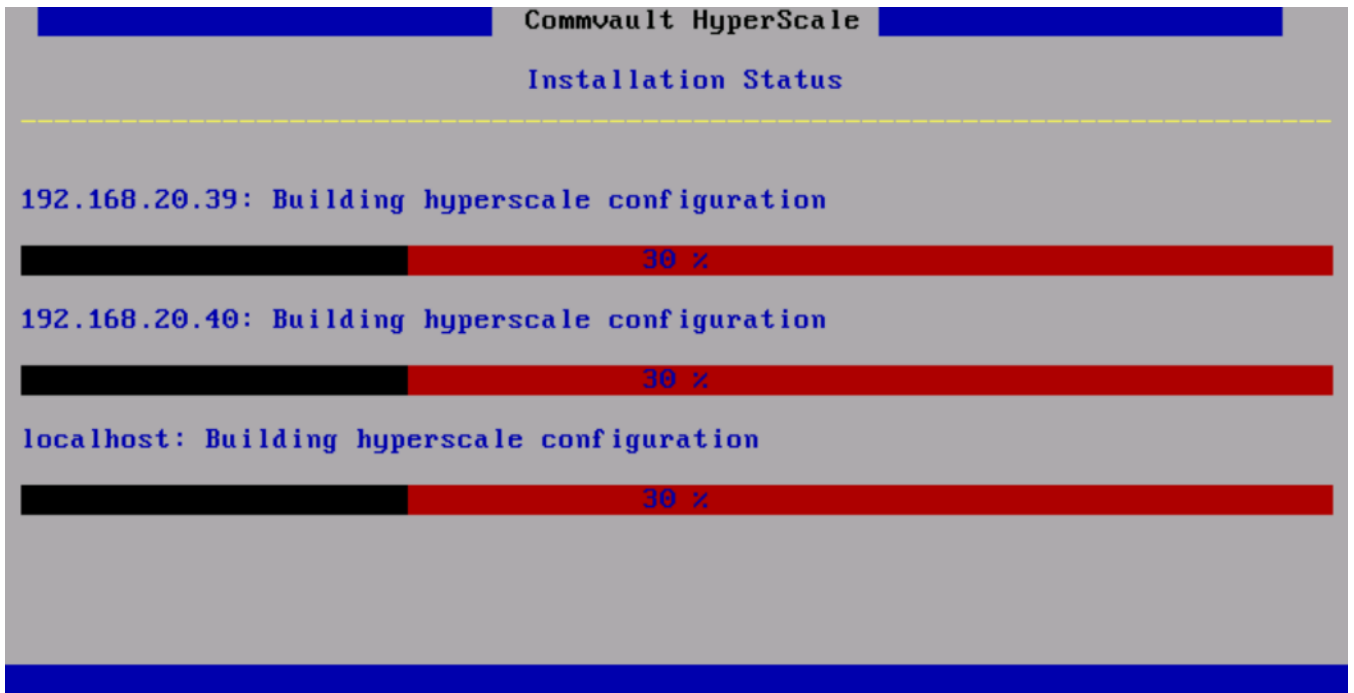 Commvault HyperScale
Installation Status
192.168.20.39: Building hyperscale configuration
30 %
192.168.20.40: Building hyperscale configuration
30 %
localhost: Building hyperscale configuration
30 %